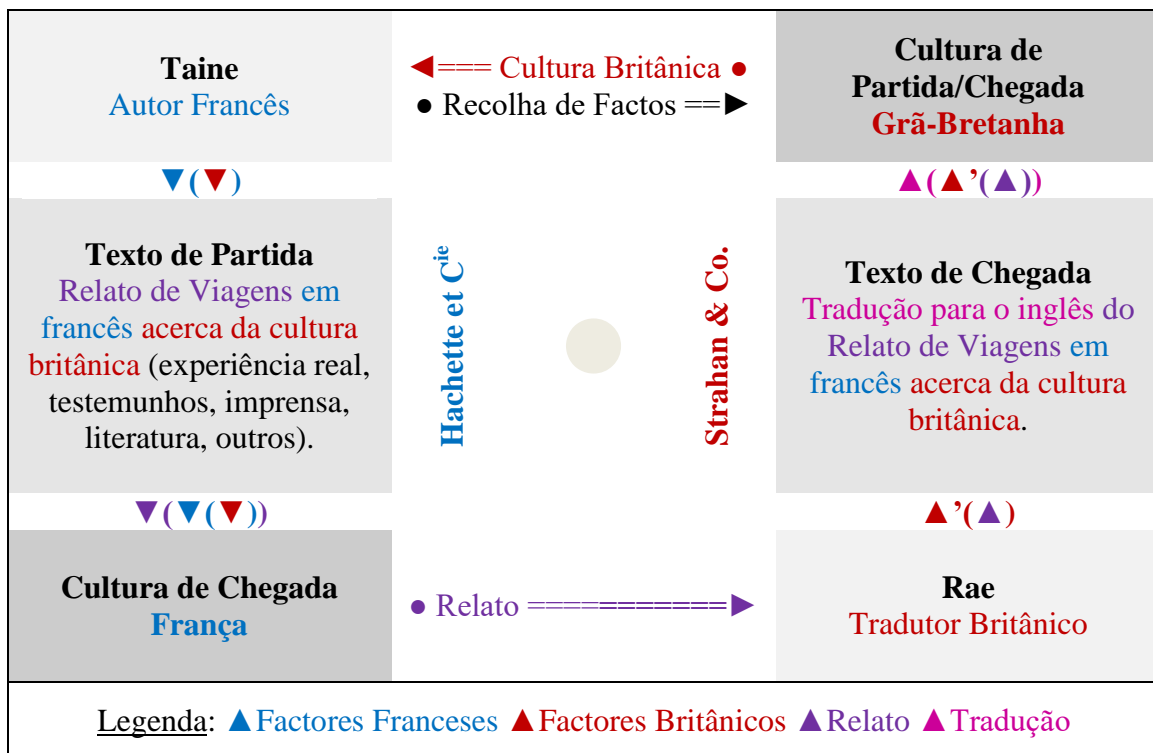 Taine
Autor Francês
◄=== Cultura Britânica ●
● Recolha de Factos ==►
Cultura de
Partida/Chegada
Grã-Bretanha
▼(▼)
▲(▲’(▲))
Texto de Partida
Relato de Viagens em
francês acerca da cultura
britânica (experiência real,
testemunhos, imprensa,
literatura, outros).
Hachette et Cie
Strahan & Co.
Texto de Chegada
Tradução para o inglês do
Relato de Viagens em
francês acerca da cultura
britânica.
▼(▼(▼))
▲’(▲)
Cultura de Chegada
França
● Relato ===========►
Rae
Tradutor Britânico
Legenda: ▲Factores Franceses ▲Factores Britânicos ▲Relato ▲Tradução